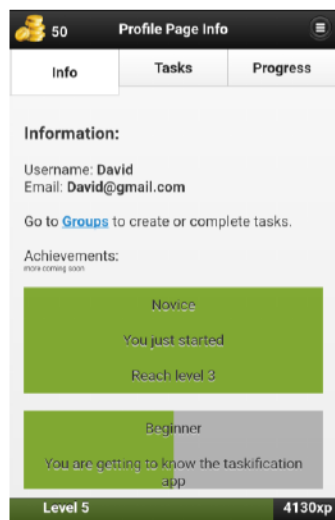 50 Profile Page Info
Info Tasks Progress
Information:
Username: David
Email: David@gmail.com
Go to Groups to create or complete tasks.
Achievements:
more coming soon
Novice
You just started
Reach level 3
Beginner
You are getting to know the taskification
app
Level 5 4130xp